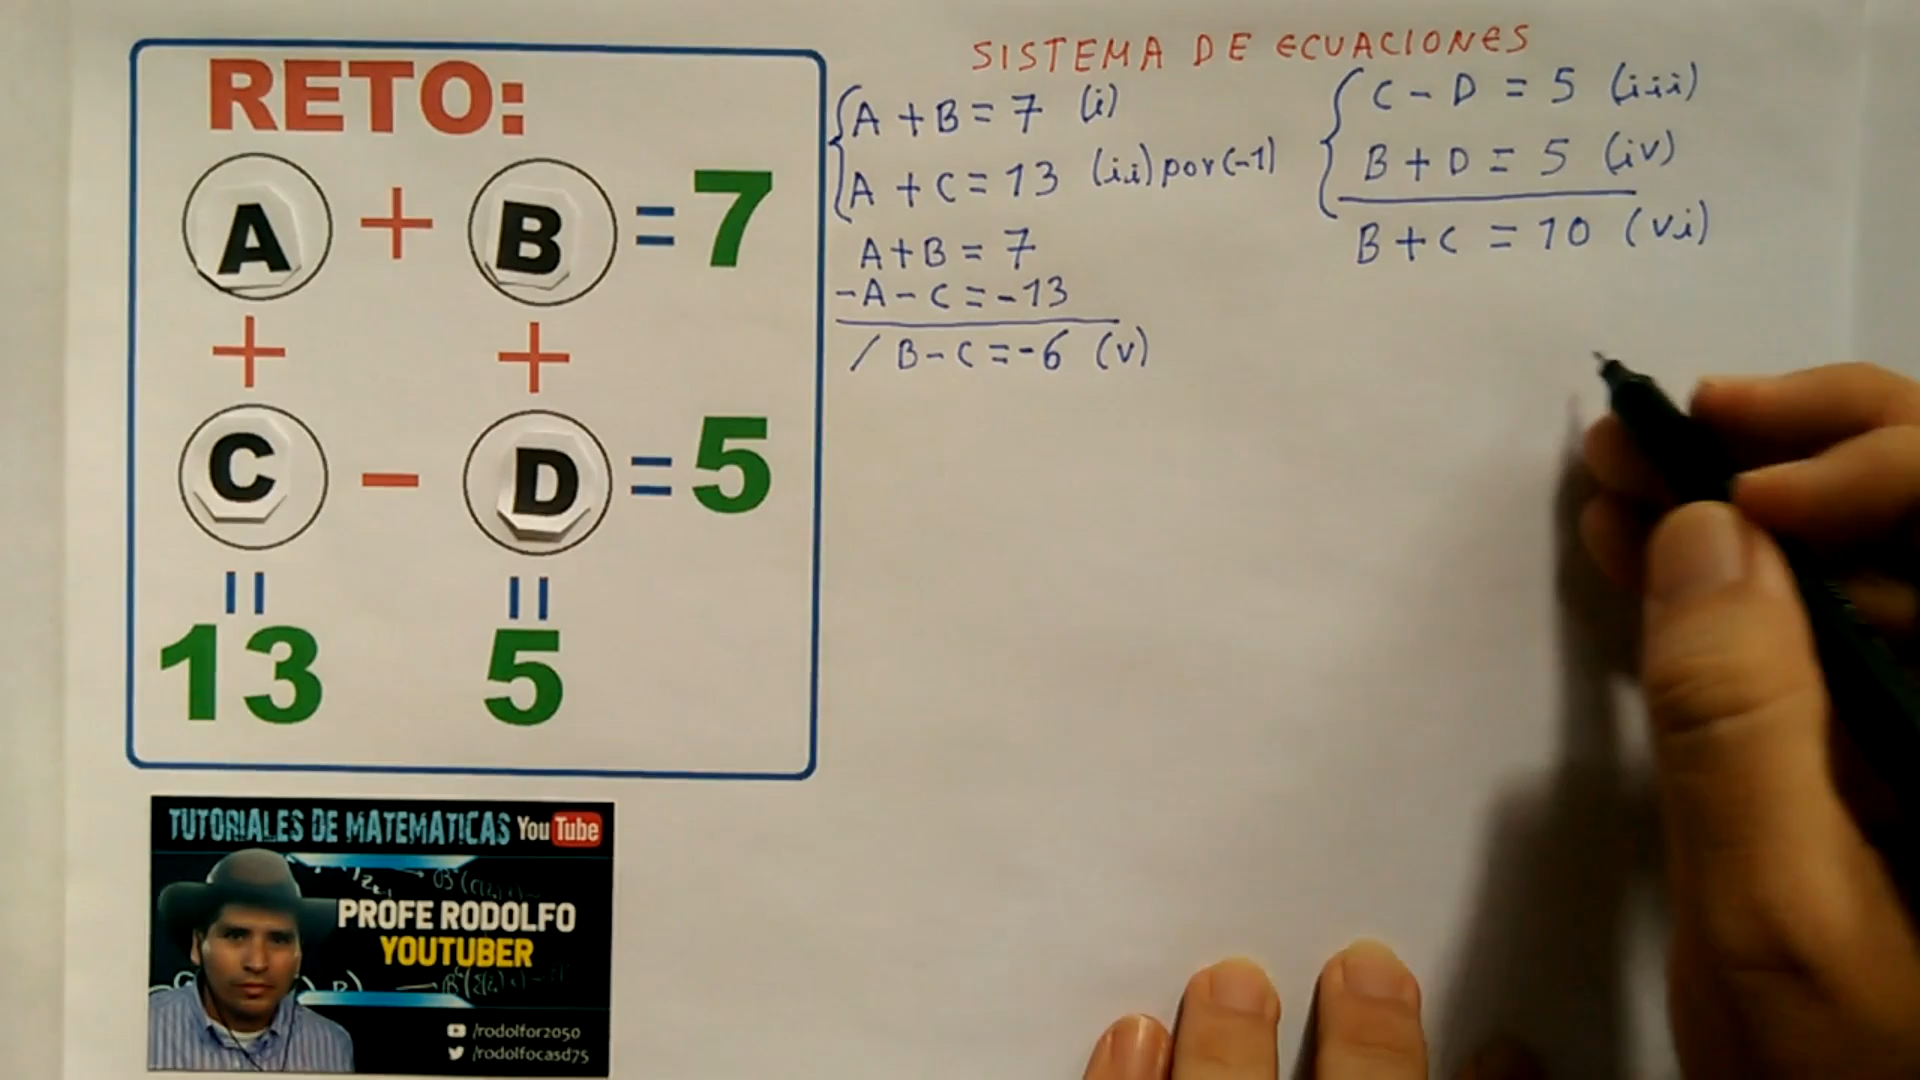 RETO:
A + B = 7
+ +
C - D = 5
= =
13 5
SISTEMA DE ECUACIONES
A + B = 7 (i)
A + C = 13 (ii) por (-1)
A + B = 7
-A - C = -13
/ B - C = -6 (v)
C - D = 5 (iii)
B + D = 5 (iv)
B + C = 10 (vi)
TUTORIALES DE MATEMATICAS YouTube
PROFE RODOLFO
YOUTUBER
/rodolfor2050
/rodolfocasd75